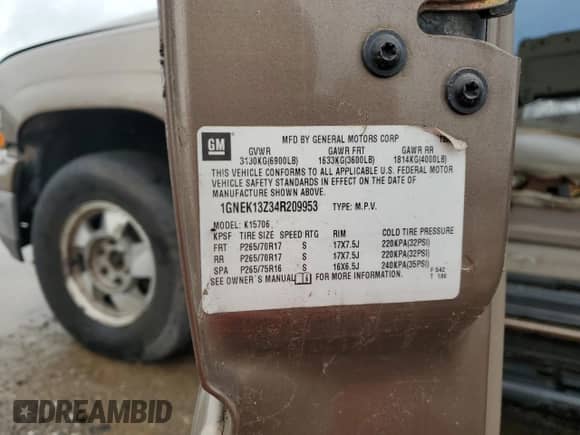 GM
MFD BY GENERAL MOTORS CORP
GVWR GAWR FRT GAWR RR
3130KG(6900LB) 1633KG(3600LB) 1814KG(4000LB)
THIS VEHICLE CONFORMS TO ALL APPLICABLE U.S. FEDERAL MOTOR
VEHICLE SAFETY STANDARDS IN EFFECT ON THE DATE OF
MANUFACTURE SHOWN ABOVE.
1GNEK13Z34R209953 TYPE: M.P.V.
MODEL: K15706
KPSF TIRE SIZE SPEED RTG RIM COLD TIRE PRESSURE
FRT P265/70R17 S 17X7.5J 220KPA(32PSI)
RR P265/70R17 S 17X7.5J 220KPA(32PSI)
SPA P265/75R16 S 16X6.5J 240KPA(35PSI)
SEE OWNER'S MANUAL FOR MORE INFORMATION.
DREAMBID